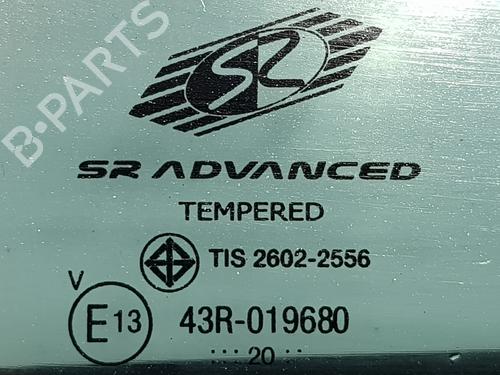 B-PARTS
SR
SR ADVANCED
TEMPERED
TIS 2602-2556
V
E13 43R-019680
... 20 ...